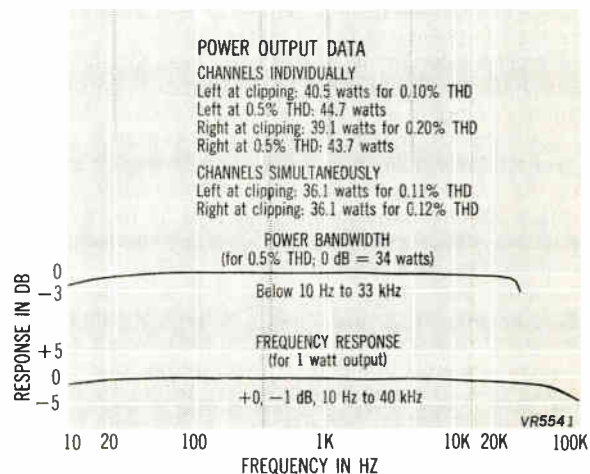 POWER OUTPUT DATA
CHANNELS INDIVIDUALLY
Left at clipping: 40.5 watts for 0.10% THD
Left at 0.5% THD: 44.7 watts
Right at clipping: 39.1 watts for 0.20% THD
Right at 0.5% THD: 43.7 watts
CHANNELS SIMULTANEOUSLY
Left at clipping: 36.1 watts for 0.11% THD
Right at clipping: 36.1 watts for 0.12% THD
POWER BANDWIDTH
(for 0.5% THD; 0 dB = 34 watts)
0
−3
Below 10 Hz to 33 kHz
RESPONSE IN DB
FREQUENCY RESPONSE
(for 1 watt output)
+5
0
−5
+0, −1 dB, 10 Hz to 40 kHz
VR5541
10 20 100 1K 10K 20K 100K
FREQUENCY IN HZ